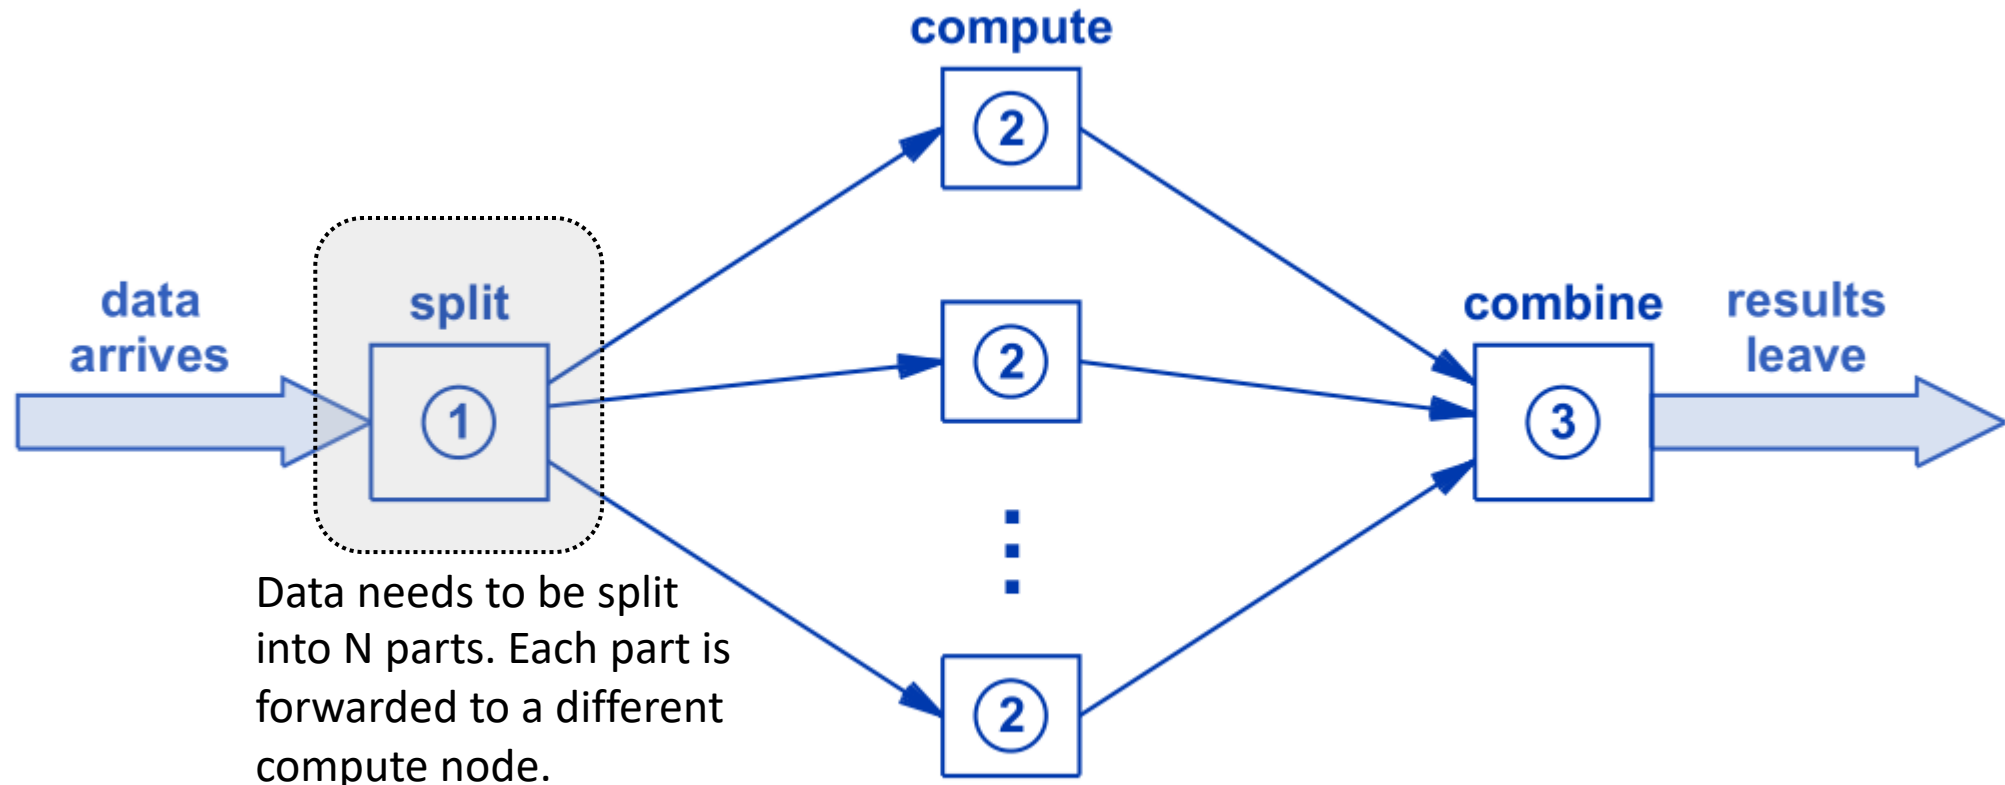 compute
2
data
arrives
split
1
2
combine
3
results
leave
2
Data needs to be split
into N parts. Each part is
forwarded to a different
compute node.